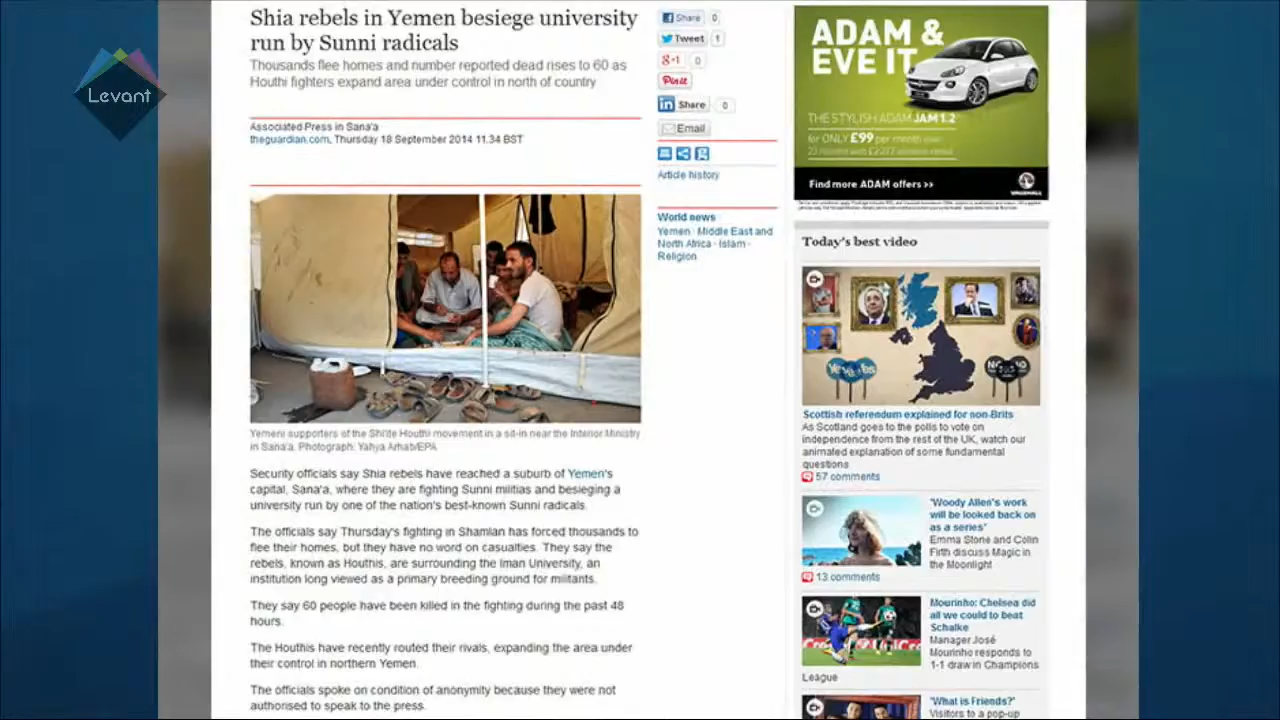 Levant
Shia rebels in Yemen besiege university
run by Sunni radicals
Thousands flee homes and number reported dead rises to 60 as
Houthi fighters expand area under control in north of country
Associated Press in Sana'a
theguardian.com, Thursday 18 September 2014 11.34 BST
Yemeni supporters of the Shi'ite Houthi movement in a sit-in near the Interior Ministry
in Sana'a. Photograph: Yahya Arhab/EPA
Security officials say Shia rebels have reached a suburb of Yemen's
capital, Sana'a, where they are fighting Sunni militias and besieging a
university run by one of the nation's best-known Sunni radicals.
The officials say Thursday's fighting in Shamlan has forced thousands to
flee their homes, but they have no word on casualties. They say the
rebels, known as Houthis, are surrounding the Iman University, an
institution long viewed as a primary breeding ground for militants.
They say 60 people have been killed in the fighting during the past 48
hours.
The Houthis have recently routed their rivals, expanding the area under
their control in northern Yemen.
The officials spoke on condition of anonymity because they were not
authorised to speak to the press.
Share 0
Tweet 1
g+1 0
Pin it
in Share 0
Email
Article history
World news
Yemen · Middle East and
North Africa · Islam ·
Religion
ADAM &
EVE IT
THE STYLISH ADAM JAM 1.2
for ONLY £99 per month over
Find more ADAM offers >>
VAUXHALL
Today's best video
Scottish referendum explained for non-Brits
As Scotland goes to the polls to vote on
independence from the rest of the UK, watch our
animated explanation of some fundamental
questions
57 comments
'Woody Allen's work
will be looked back on
as a series'
Emma Stone and Colin
Firth discuss Magic in
the Moonlight
13 comments
Mourinho: Chelsea did
all we could to beat
Schalke
Manager José
Mourinho responds to
1-1 draw in Champions
League
'What is Friends?'
Visitors to a pop-up